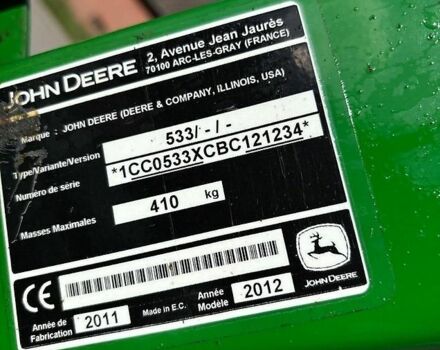 JOHN DEERE
2, Avenue Jean Jaurès
70100 ARC-LES-GRAY (FRANCE)
Marque : JOHN DEERE (DEERE & COMPANY, ILLINOIS, USA)
Type/Variante/Version 533/-/-
Numéro de série *1CC0533XCBC121234*
Masses Maximales 410 kg
CE
Année de Fabrication 2011 Made in E.C. Année Modèle 2012
JOHN DEERE